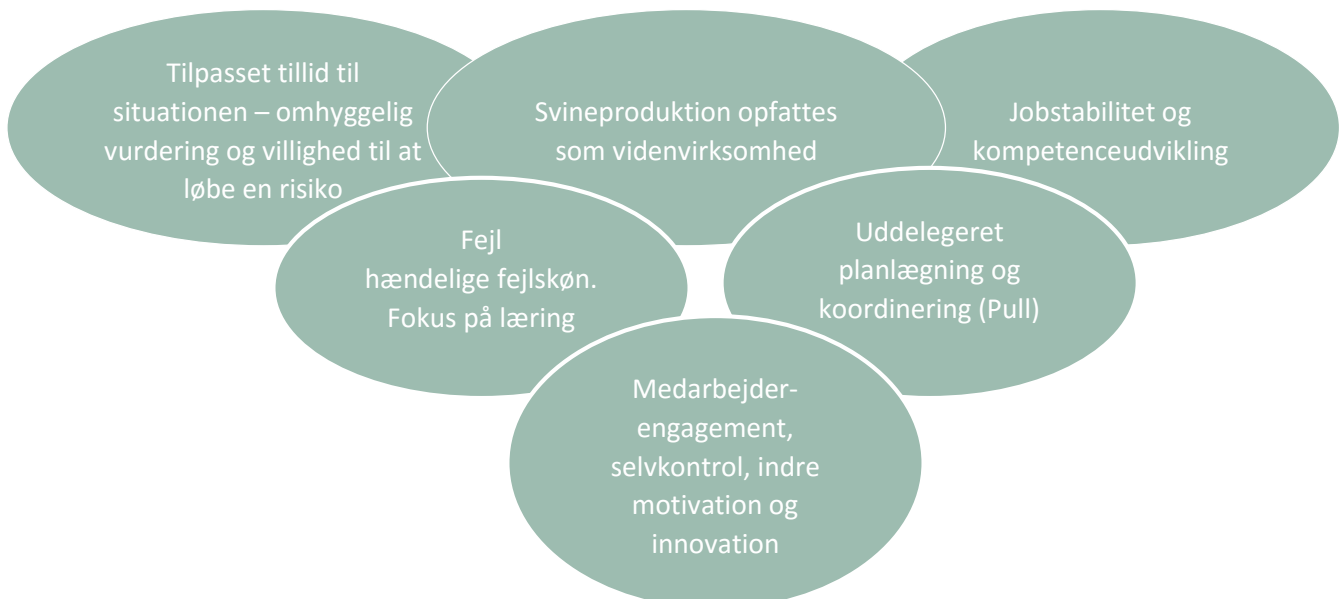 Tilpasset tillid til
situationen – omhyggelig
vurdering og villighed til at
løbe en risiko
Svineproduktion opfattes
som videnvirksomhed
Jobstabilitet og
kompetenceudvikling
Fejl
hændelige fejlskøn.
Fokus på læring
Uddelegeret
planlægning og
koordinering (Pull)
Medarbejder-
engagement,
selvkontrol, indre
motivation og
innovation